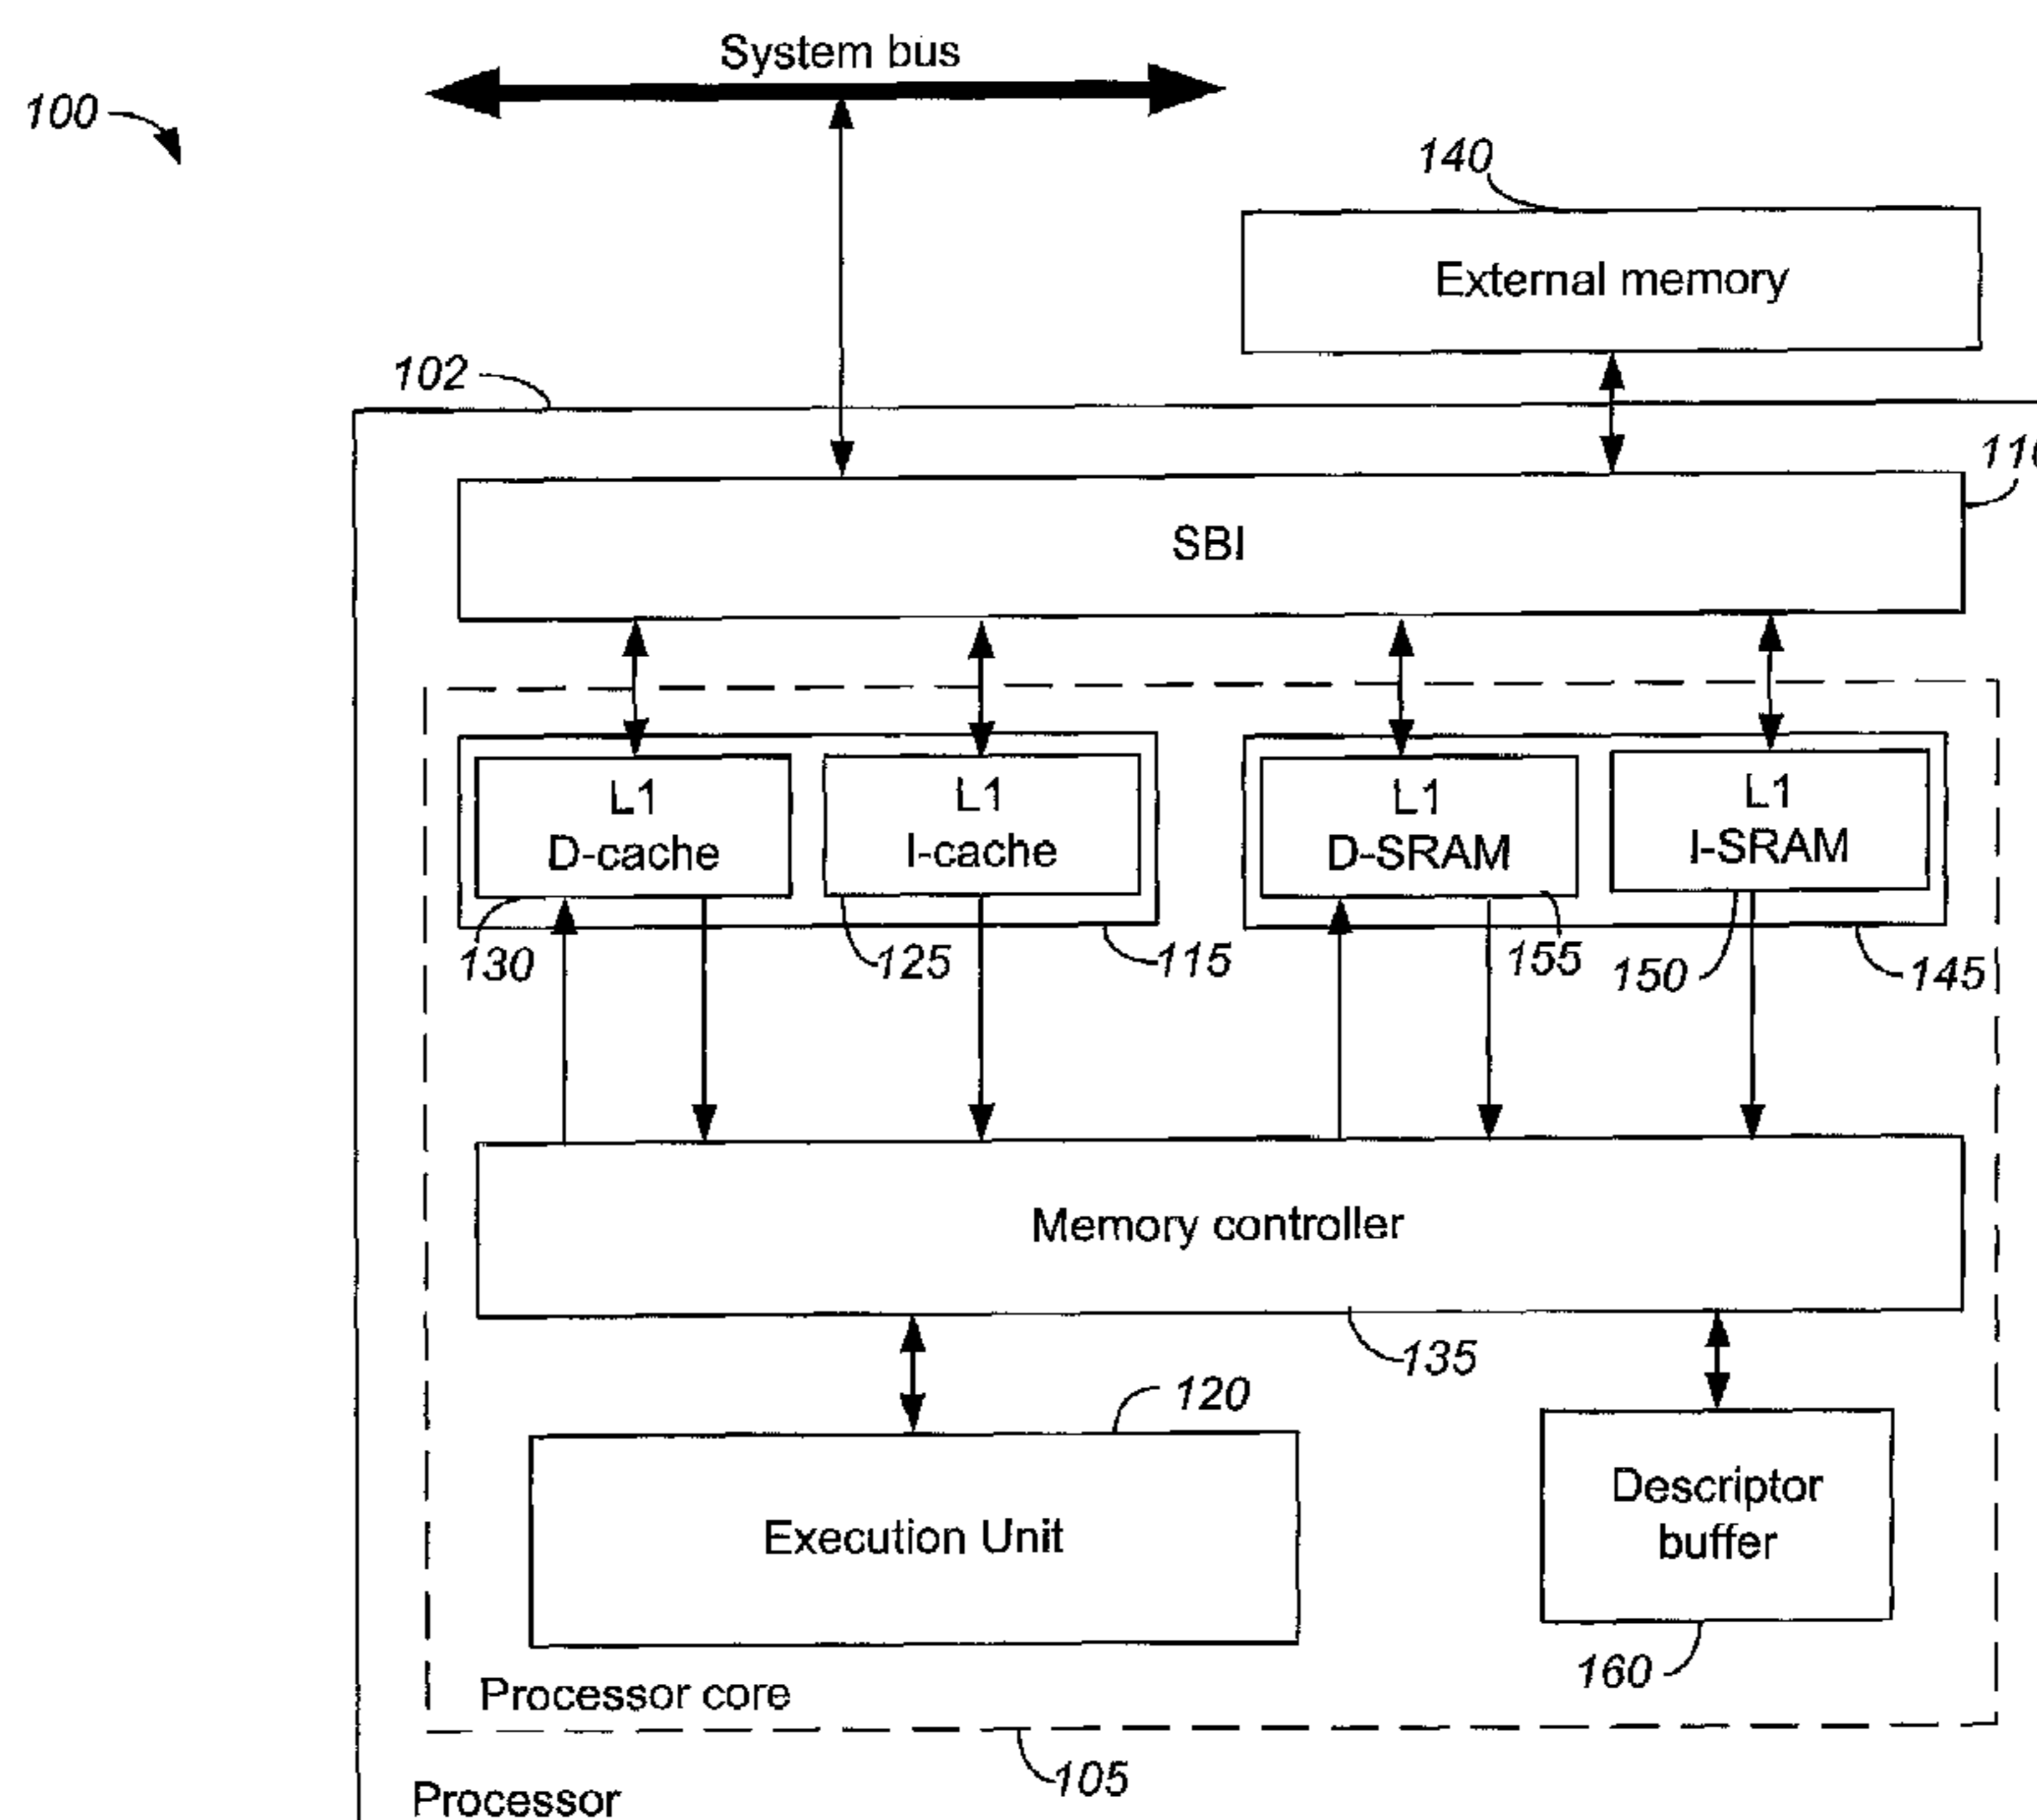 System bus
100
140
External memory
102
110
SBI
L1
D-cache
L1
I-cache
L1
D-SRAM
L1
I-SRAM
130
125
115
155
150
145
Memory controller
135
120
Execution Unit
Descriptor
buffer
160
Processor core
105
Processor